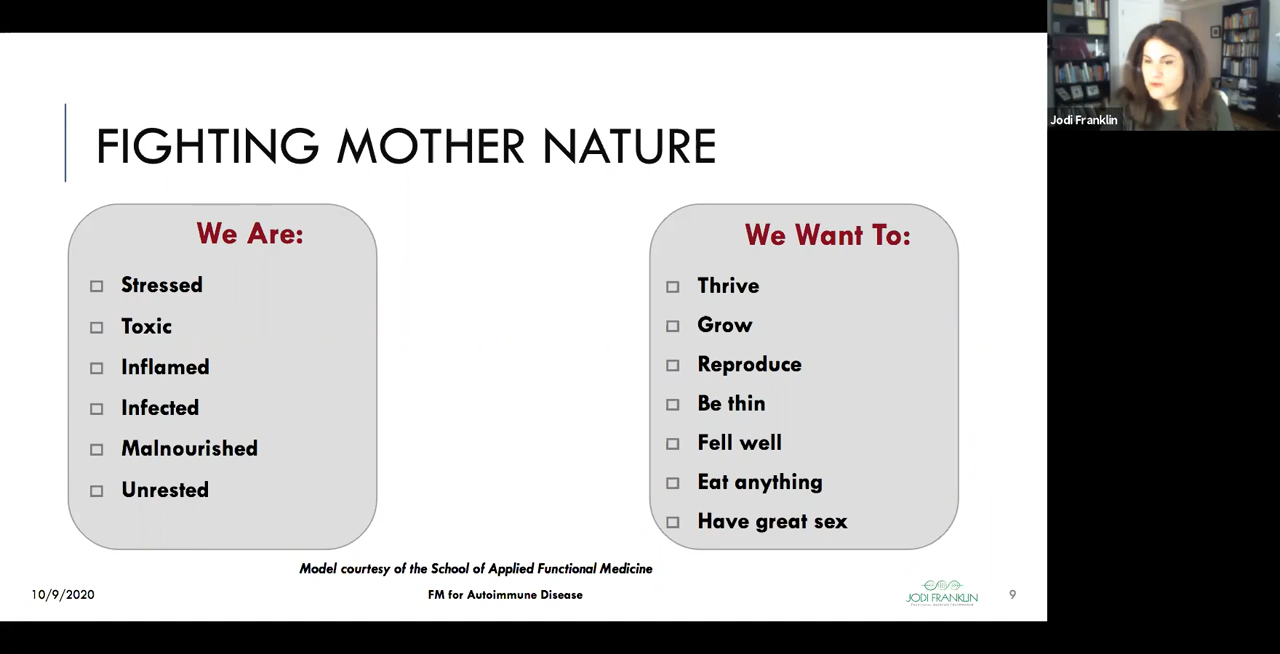 Jodi Franklin
FIGHTING MOTHER NATURE
We Are:
Stressed
Toxic
Inflamed
Infected
Malnourished
Unrested
We Want To:
Thrive
Grow
Reproduce
Be thin
Fell well
Eat anything
Have great sex
Model courtesy of the School of Applied Functional Medicine
10/9/2020
FM for Autoimmune Disease
JODI FRANKLIN
9